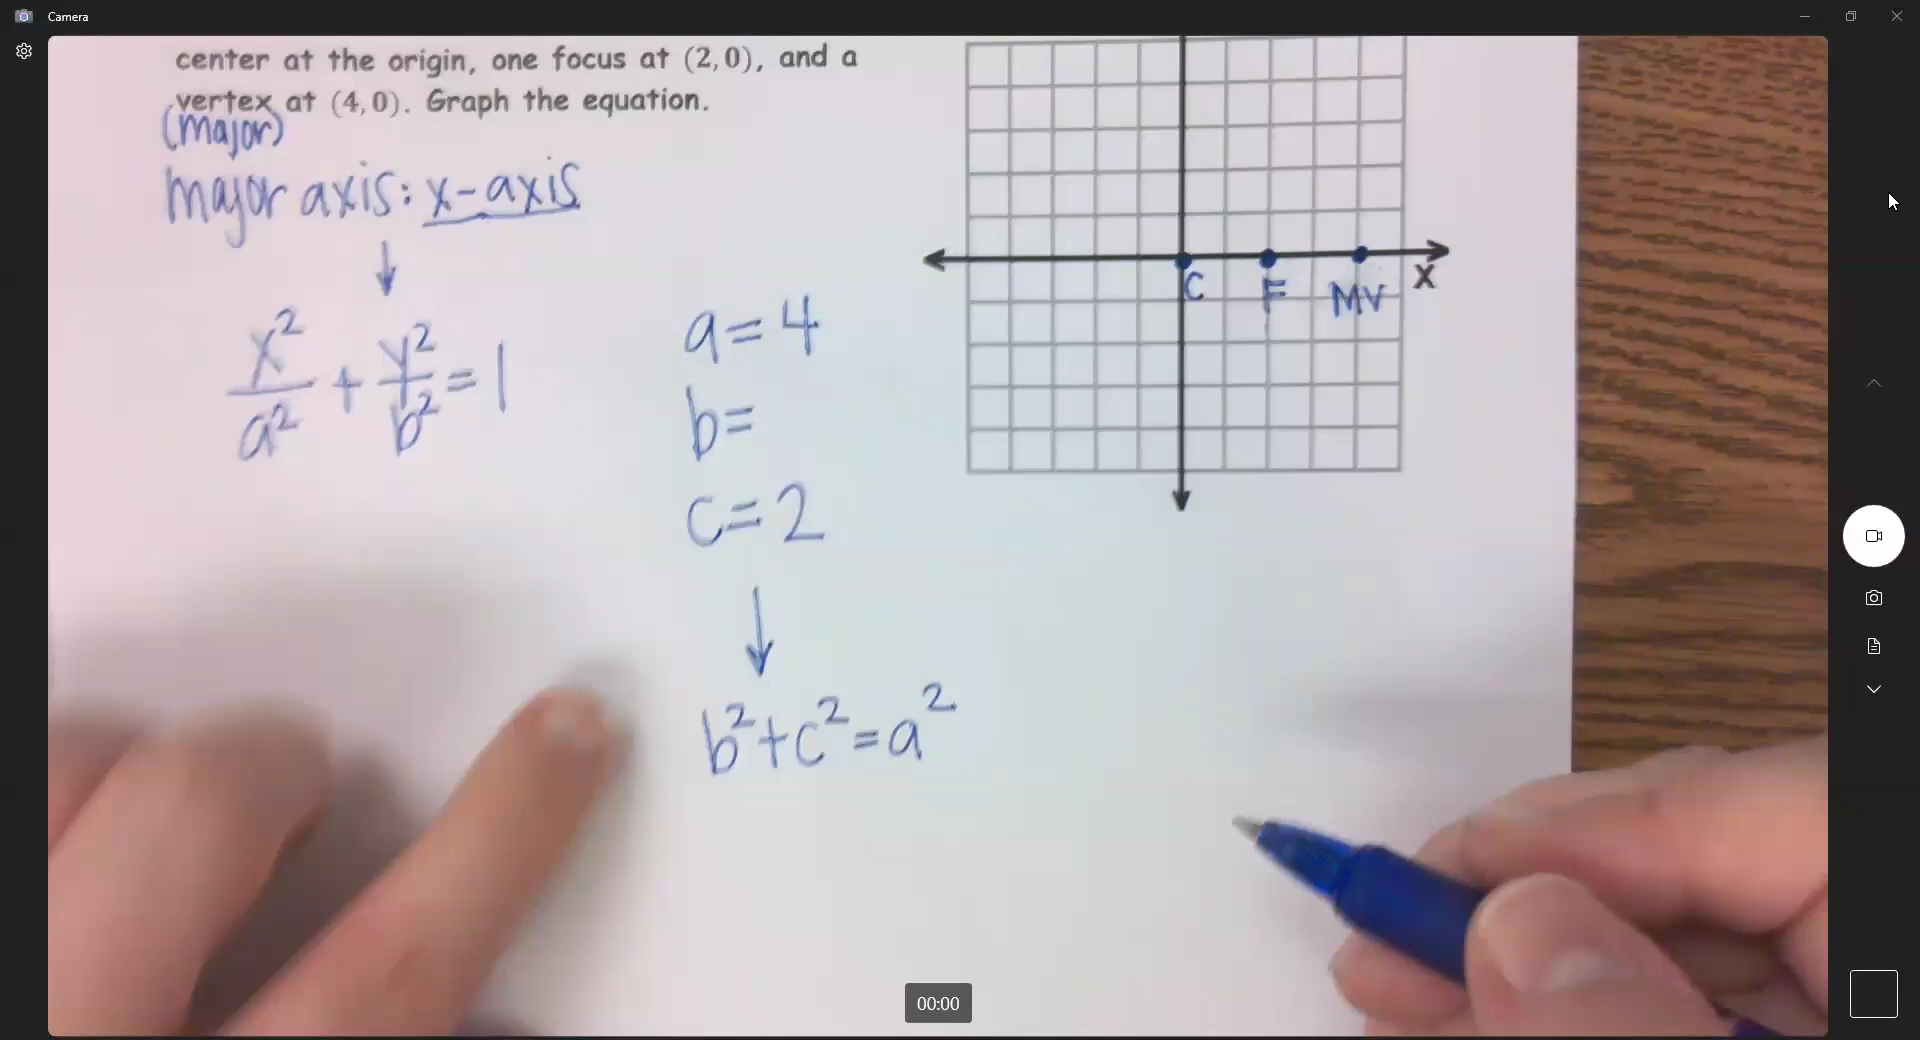 Camera
center at the origin, one focus at (2,0), and a
vertex at (4,0). Graph the equation.
(major)
major axis: x-axis
x²/a² + y²/b² = 1
a = 4
b =
c = 2
b² + c² = a²
C F MV X
00:00